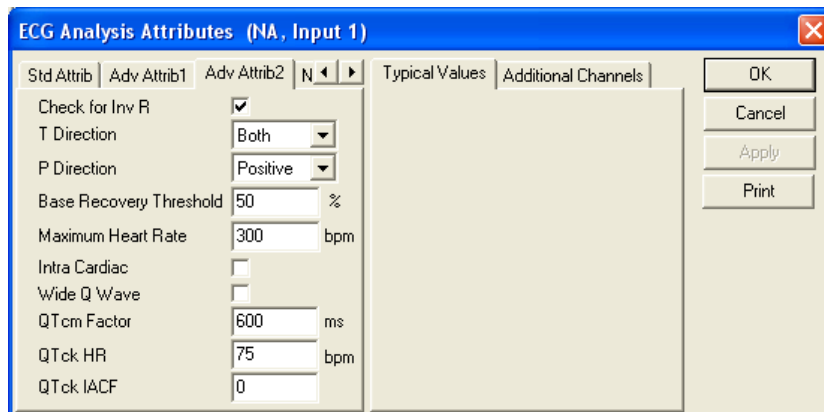 ECG Analysis Attributes (NA, Input 1)
Std Attrib Adv Attrib1 Adv Attrib2 N Typical Values Additional Channels OK
Check for Inv R
Cancel
T Direction Both
Apply
P Direction Positive
Print
Base Recovery Threshold 50 %
Maximum Heart Rate 300 bpm
Intra Cardiac
Wide Q Wave
QTcm Factor 600 ms
QTck HR 75 bpm
QTck IACF 0